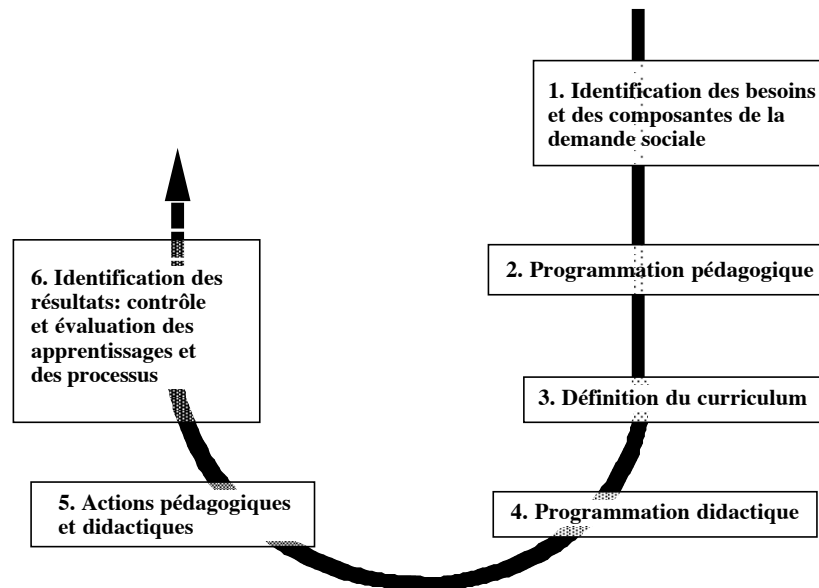 1. Identification des besoins
et des composantes de la
demande sociale
2. Programmation pédagogique
3. Définition du curriculum
4. Programmation didactique
5. Actions pédagogiques
et didactiques
6. Identification des
résultats: contrôle
et évaluation des
apprentissages et
des processus